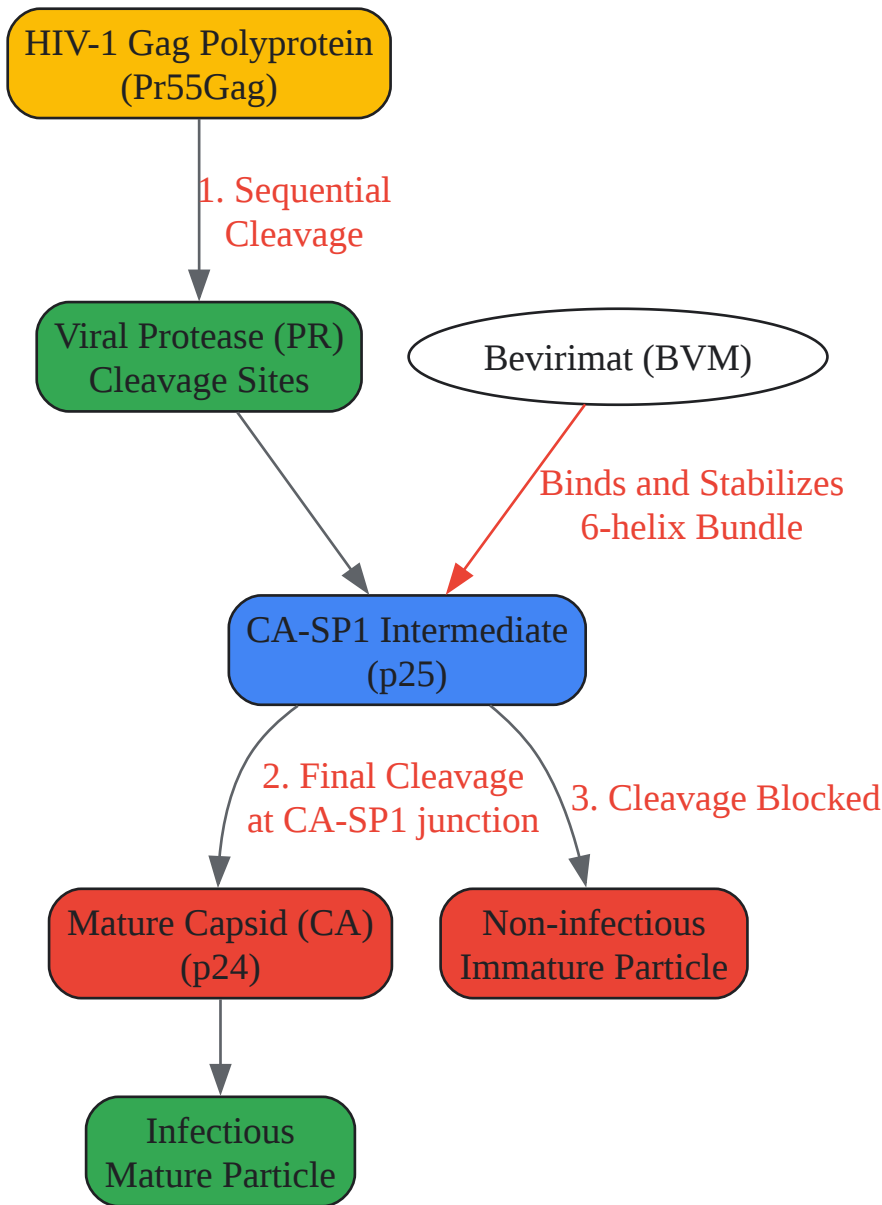 HIV-1 Gag Polyprotein
(Pr55Gag)
1. Sequential
Cleavage
Viral Protease (PR)
Cleavage Sites
Bevirimat (BVM)
Binds and Stabilizes
6-helix Bundle
CA-SP1 Intermediate
(p25)
2. Final Cleavage
at CA-SP1 junction
3. Cleavage Blocked
Mature Capsid (CA)
(p24)
Non-infectious
Immature Particle
Infectious
Mature Particle